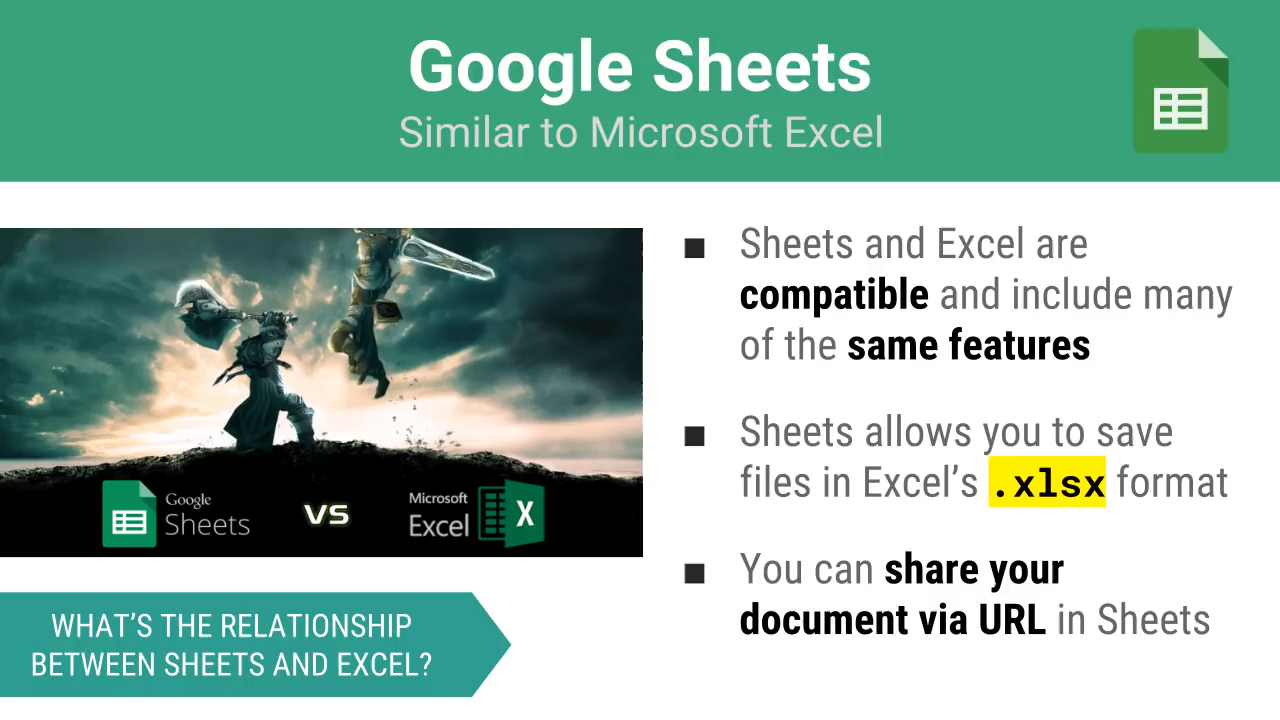 Google Sheets
Similar to Microsoft Excel
Google
Sheets
VS
Microsoft
Excel
X
WHAT’S THE RELATIONSHIP
BETWEEN SHEETS AND EXCEL?
■ Sheets and Excel are
compatible and include many
of the same features
■ Sheets allows you to save
files in Excel’s .xlsx format
■ You can share your
document via URL in Sheets